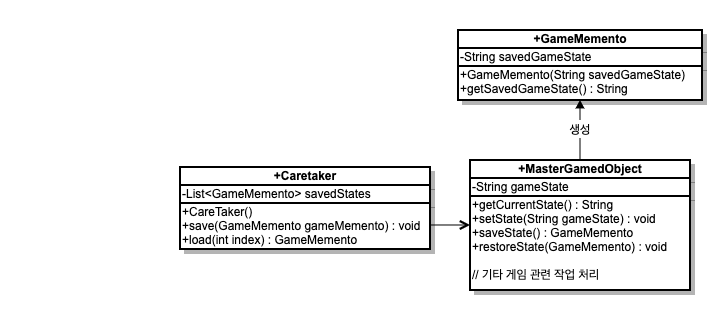 +GameMemento
-String savedGameState
+GameMemento(String savedGameState)
+getSavedGameState() : String
생성
+Caretaker
-List<GameMemento> savedStates
+CareTaker()
+save(GameMemento gameMemento) : void
+load(int index) : GameMemento
+MasterGamedObject
-String gameState
+getCurrentState() : String
+setState(String gameState) : void
+saveState() : GameMemento
+restoreState(GameMemento) : void
// 기타 게임 관련 작업 처리